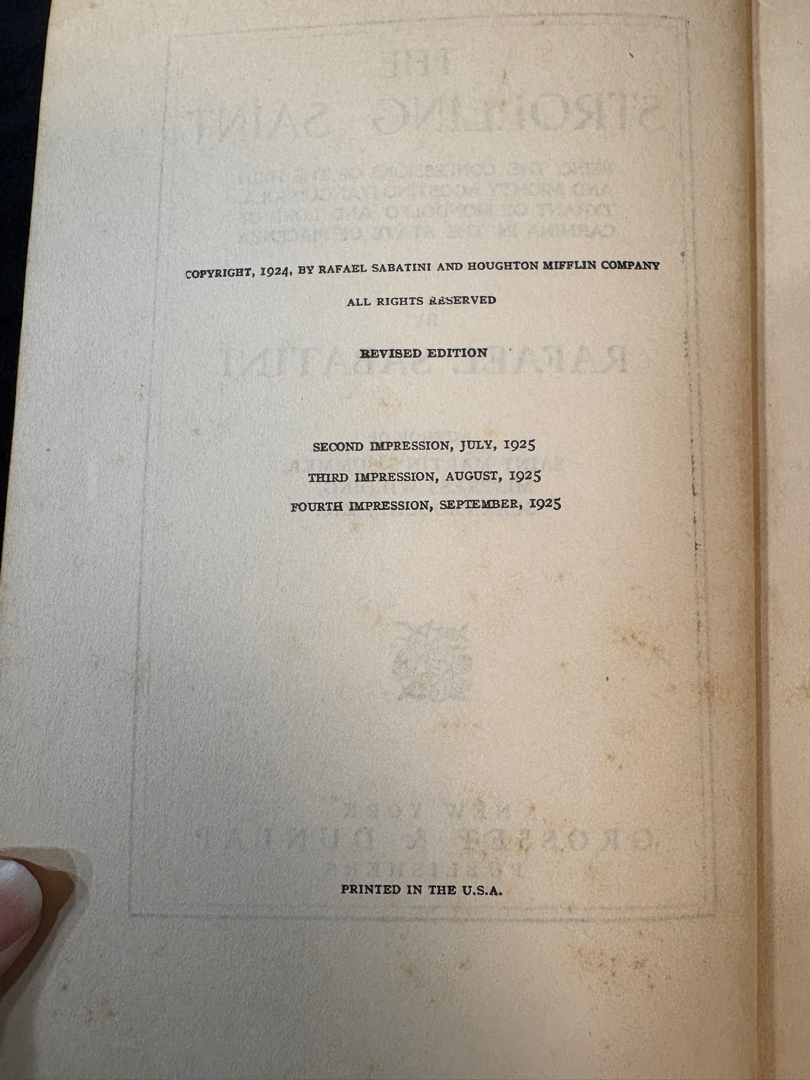 COPYRIGHT, 1924, BY RAFAEL SABATINI AND HOUGHTON MIFFLIN COMPANY
ALL RIGHTS RESERVED
REVISED EDITION
SECOND IMPRESSION, JULY, 1925
THIRD IMPRESSION, AUGUST, 1925
FOURTH IMPRESSION, SEPTEMBER, 1925
PRINTED IN THE U.S.A.